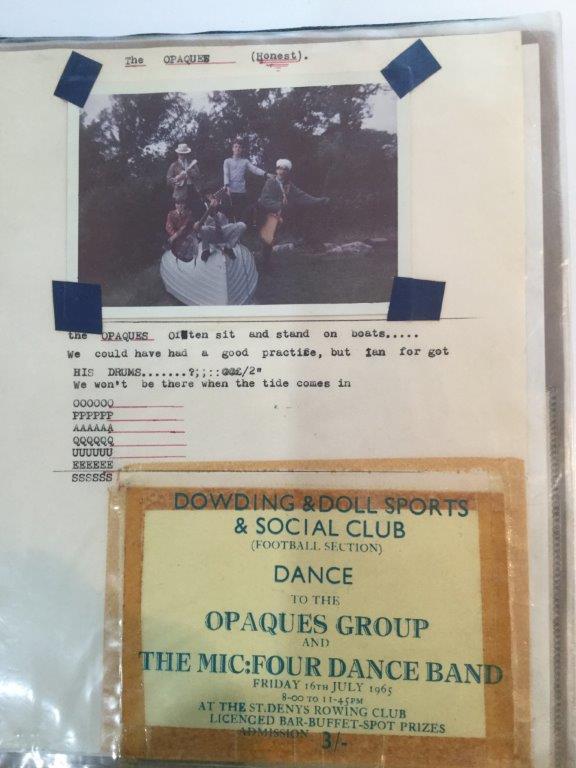 The OPAQUES (Honest).
the OPAQUES Often sit and stand on boats.....
We could have had a good practise, but Ian for got
HIS DRUMS.......?;;::@@£/2"
We won't be there when the tide comes in
OOOOOO
PPPPPP
AAAAAA
QQQQQQ
UUUUUU
EEEEEE
SSSSSS
DOWDING & DOLL SPORTS
& SOCIAL CLUB
(FOOTBALL SECTION)
DANCE
TO THE
OPAQUES GROUP
AND
THE MIC:FOUR DANCE BAND
FRIDAY 16TH JULY 1965
8-00 TO 11-45PM
AT THE ST.DENYS ROWING CLUB
LICENCED BAR-BUFFET-SPOT PRIZES
ADMISSION 3/-